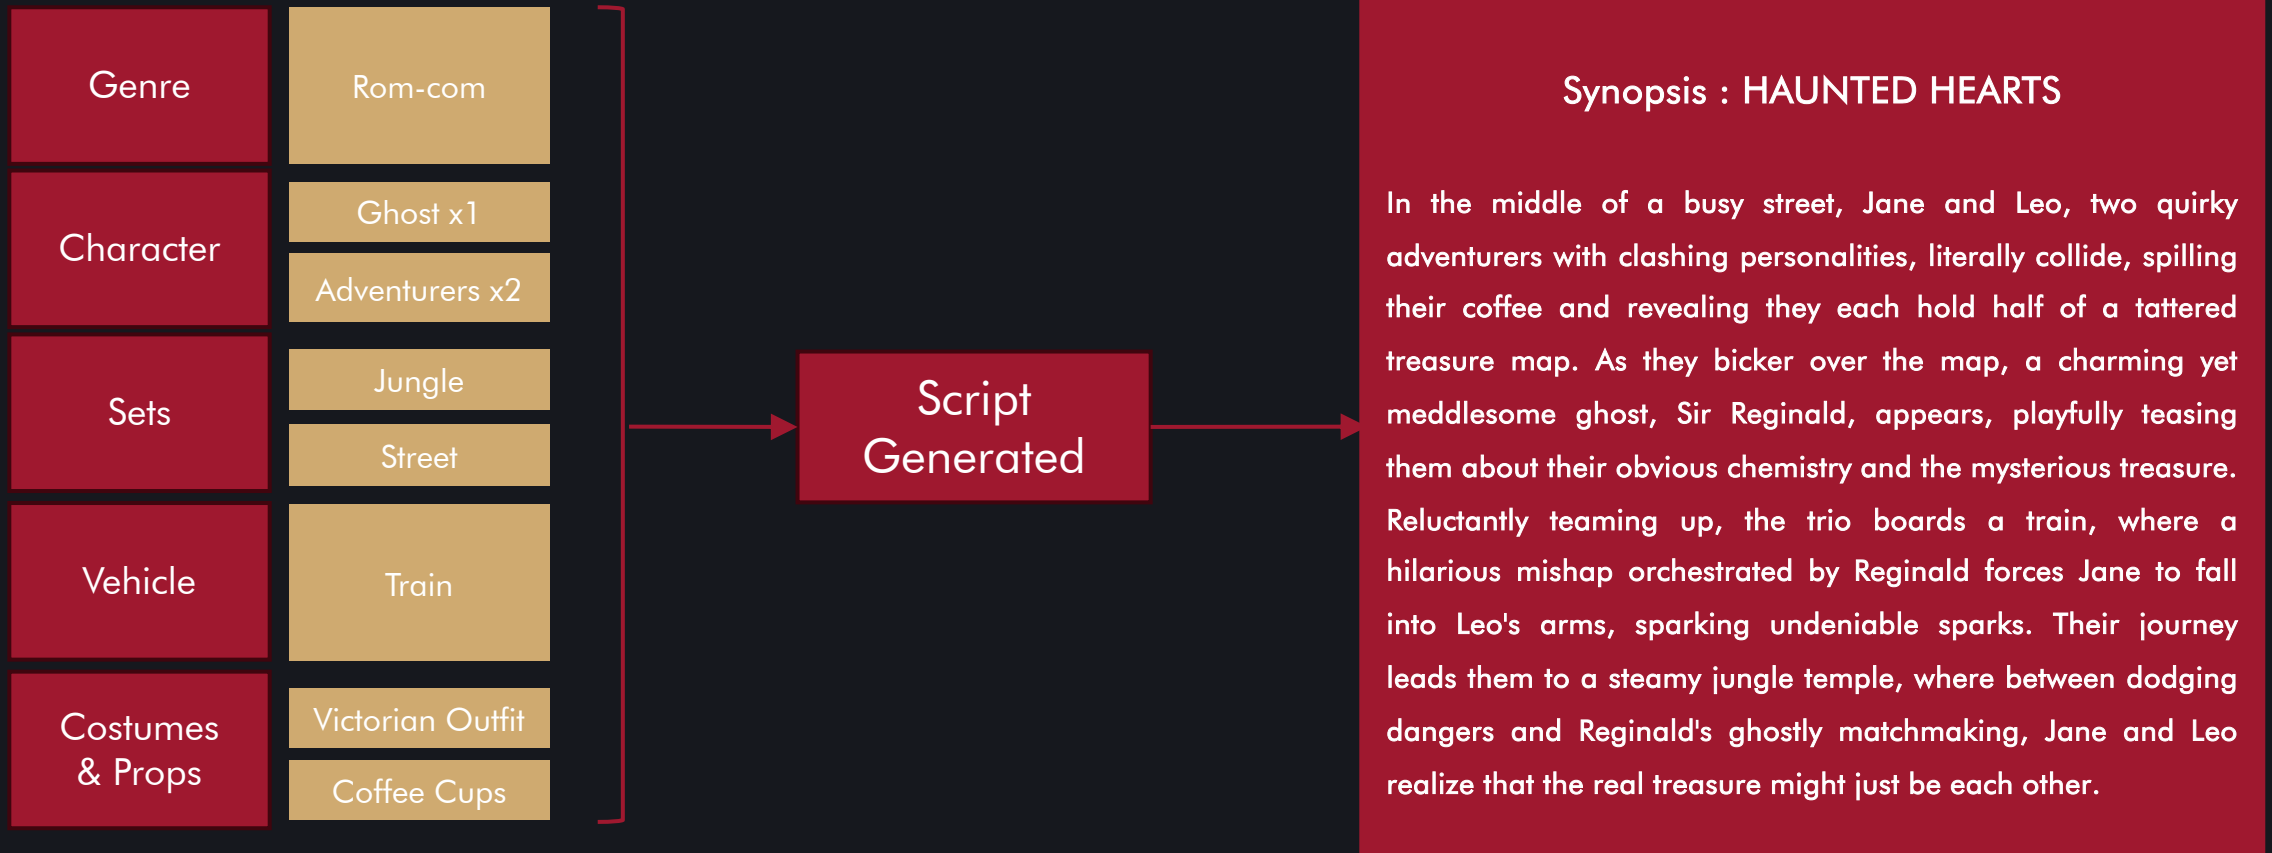 Genre
Rom-com
Character
Ghost x1
Adventurers x2
Sets
Jungle
Street
Vehicle
Train
Costumes
& Props
Victorian Outfit
Coffee Cups
Script
Generated
Synopsis : HAUNTED HEARTS
In the middle of a busy street, Jane and Leo, two quirky
adventurers with clashing personalities, literally collide, spilling
their coffee and revealing they each hold half of a tattered
treasure map. As they bicker over the map, a charming yet
meddlesome ghost, Sir Reginald, appears, playfully teasing
them about their obvious chemistry and the mysterious treasure.
Reluctantly teaming up, the trio boards a train, where a
hilarious mishap orchestrated by Reginald forces Jane to fall
into Leo's arms, sparking undeniable sparks. Their journey
leads them to a steamy jungle temple, where between dodging
dangers and Reginald's ghostly matchmaking, Jane and Leo
realize that the real treasure might just be each other.